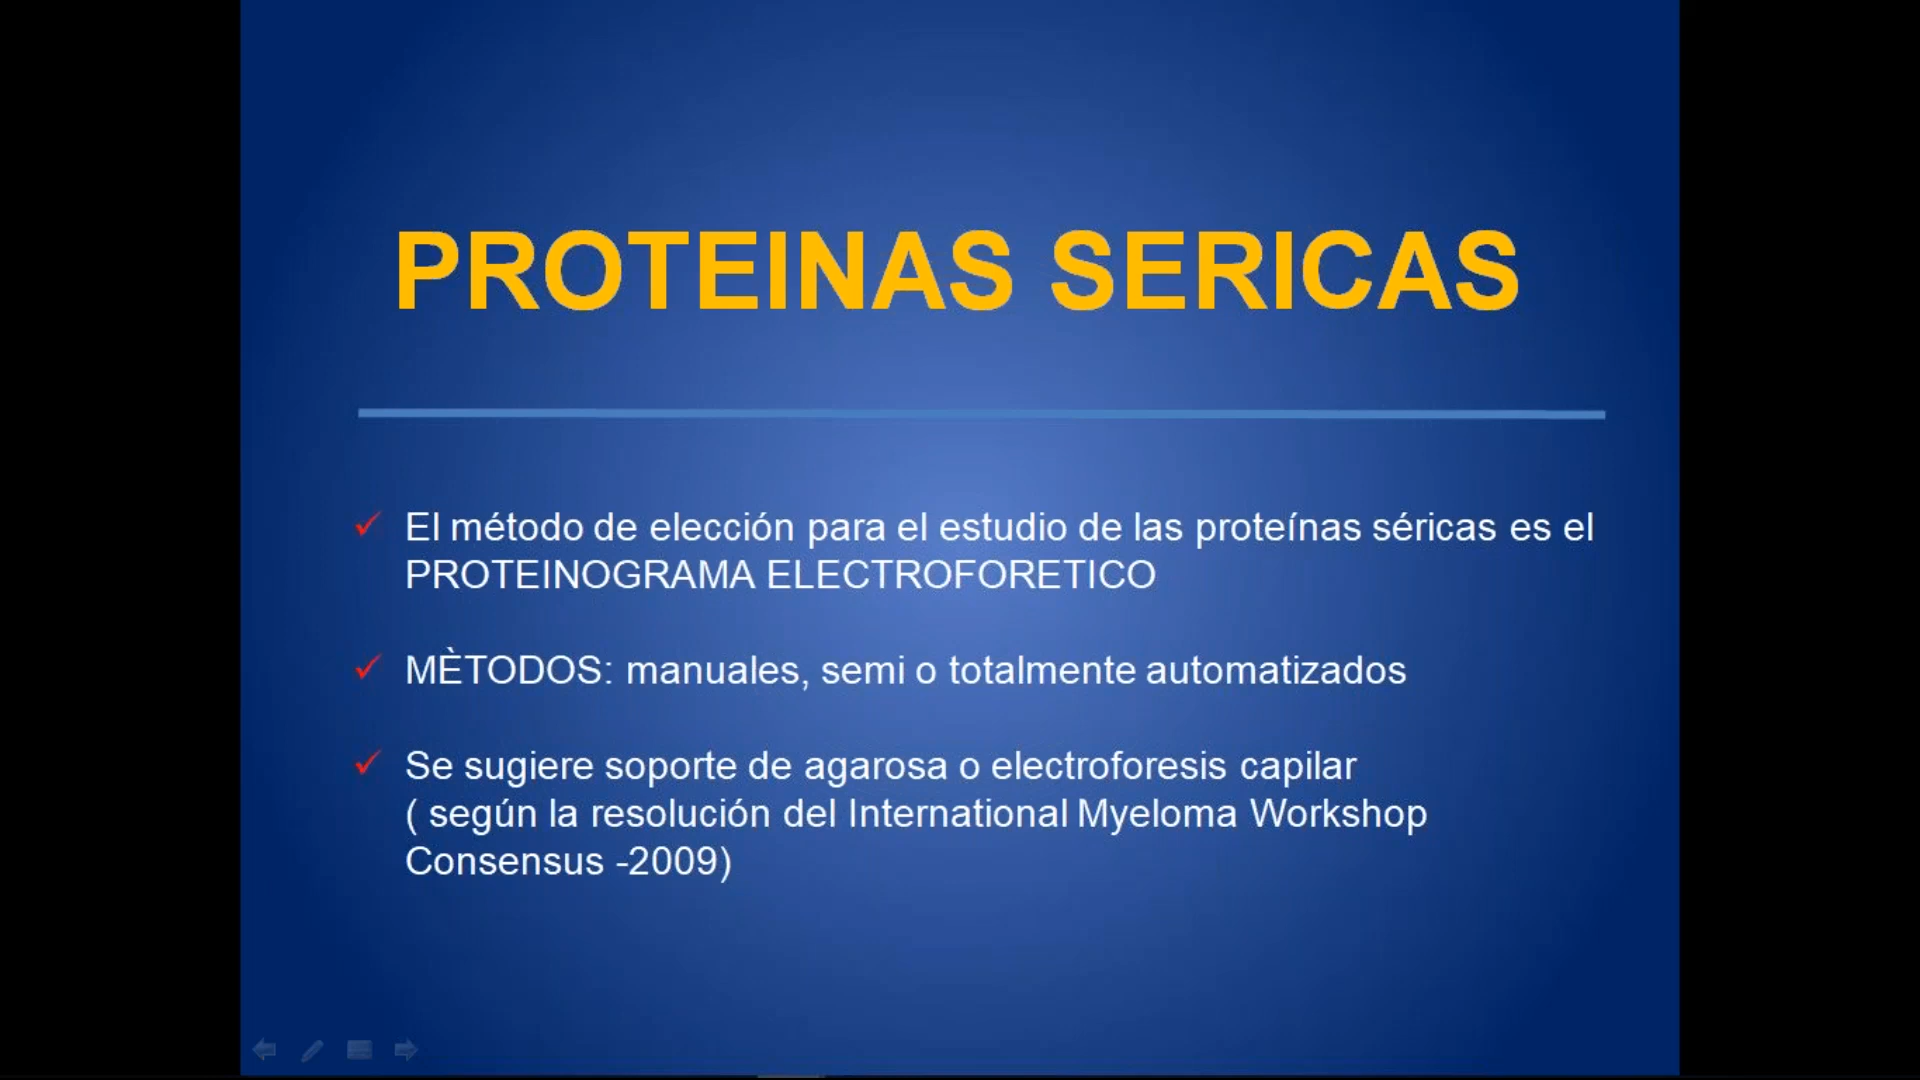 PROTEINAS SERICAS
El método de elección para el estudio de las proteínas séricas es el
PROTEINOGRAMA ELECTROFORETICO
MÈTODOS: manuales, semi o totalmente automatizados
Se sugiere soporte de agarosa o electroforesis capilar
( según la resolución del International Myeloma Workshop
Consensus -2009)